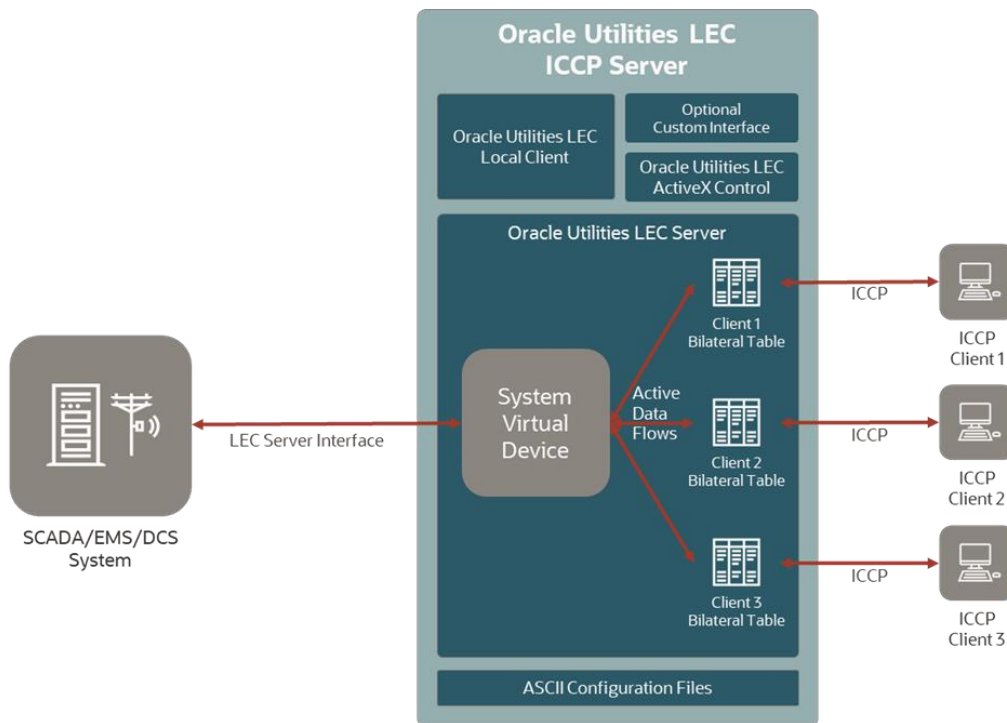 Oracle Utilities LEC
ICCP Server
Oracle Utilities LEC
Local Client
Optional
Custom Interface
Oracle Utilities LEC
ActiveX Control
Oracle Utilities LEC Server
Client 1
Bilateral Table
ICCP
ICCP
Client 1
System
Virtual
Device
Active
Data
Flows
LEC Server Interface
SCADA/EMS/DCS
System
Client 2
Bilateral Table
ICCP
ICCP
Client 2
Client 3
Bilateral Table
ICCP
ICCP
Client 3
ASCII Configuration Files